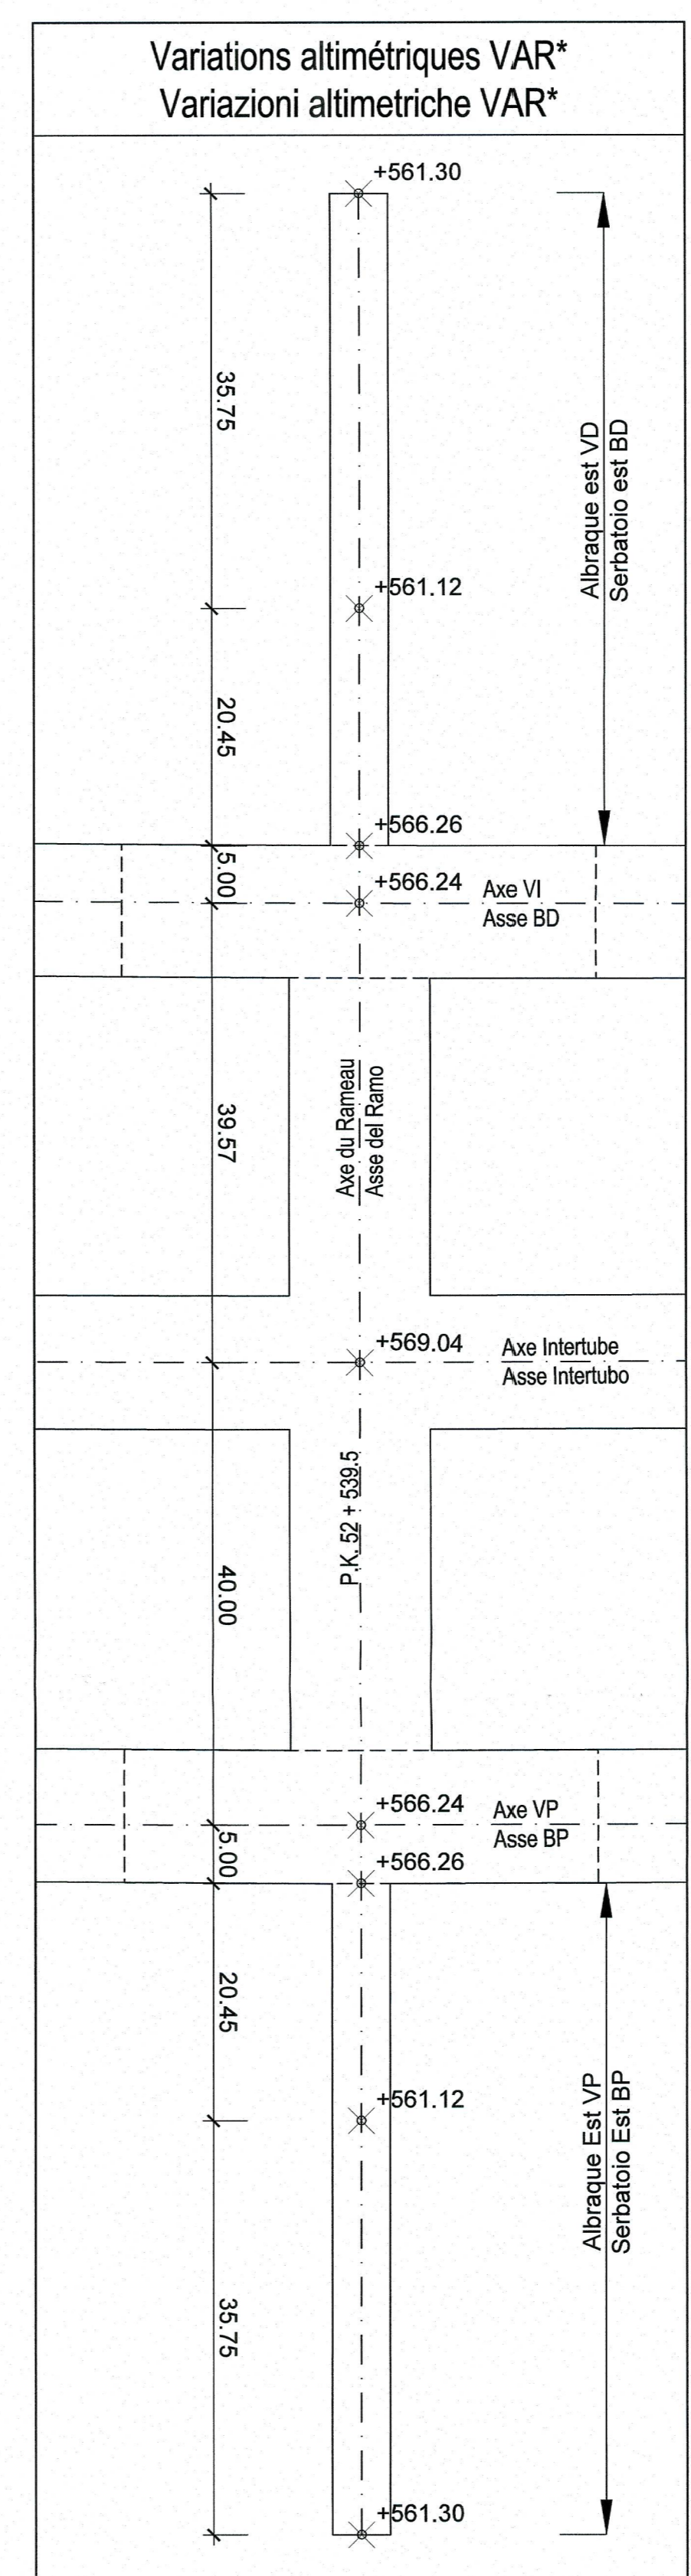 Variations altimétriques VAR*
Variazioni altimetriche VAR*
+561.30
35.75
Albraque est VD
Serbatoio est BD
+561.12
20.45
+566.26
5.00
+566.24
Axe VI
Asse BD
39.57
Axe du Rameau
Asse del Ramo
+569.04
Axe Intertube
Asse Intertubo
P.K. 52 + 539.5
40.00
+566.24
Axe VP
Asse BP
5.00
+566.26
20.45
Albraque Est VP
Serbatoio Est BP
+561.12
35.75
+561.30